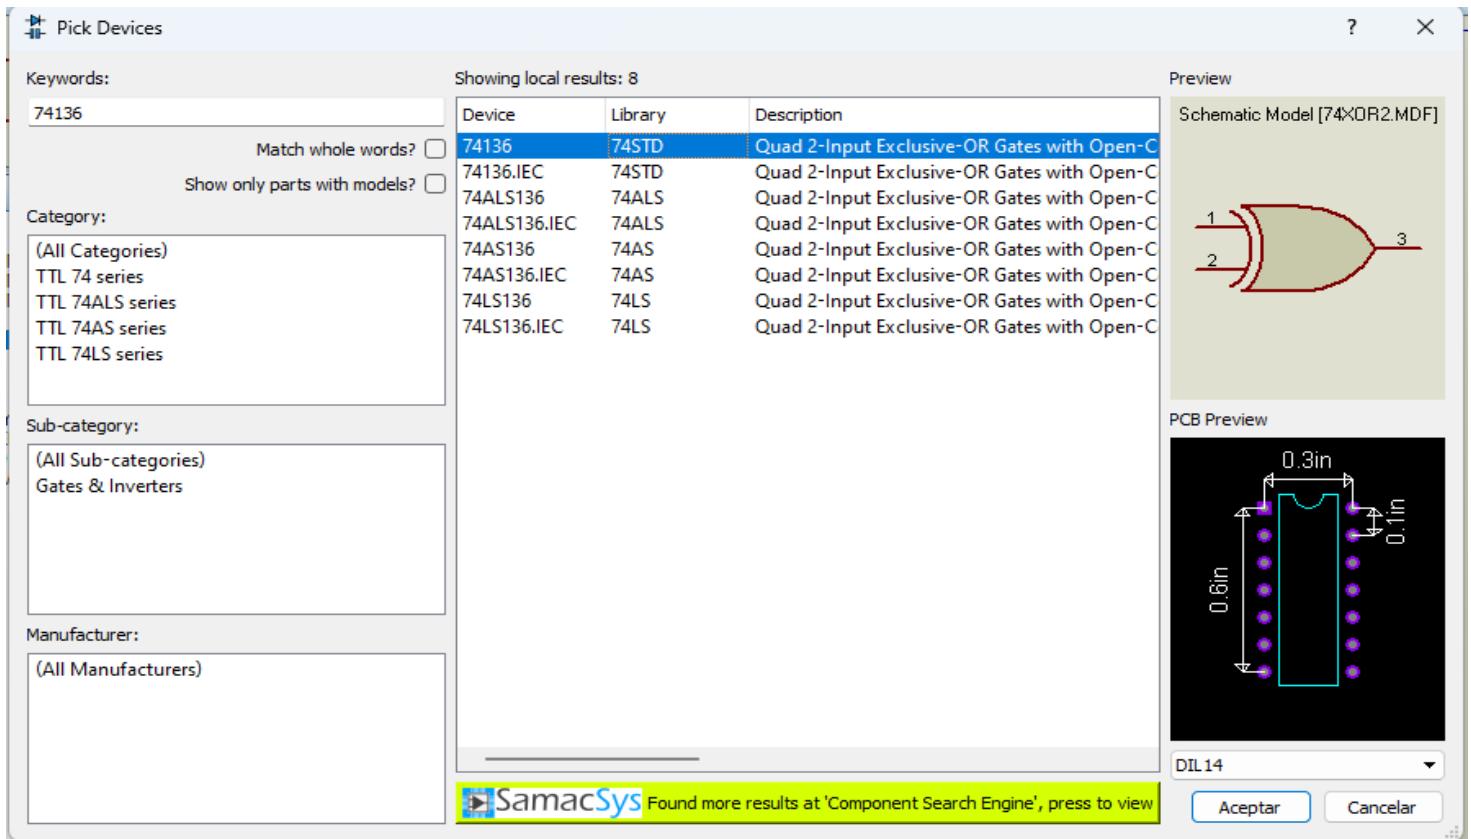 Pick Devices
?
Keywords:
74136
Match whole words?
Show only parts with models?
Category:
(All Categories)
TTL 74 series
TTL 74ALS series
TTL 74AS series
TTL 74LS series
Sub-category:
(All Sub-categories)
Gates & Inverters
Manufacturer:
(All Manufacturers)
Showing local results: 8
Device Library Description
74136 74STD Quad 2-Input Exclusive-OR Gates with Open-C
74136.IEC 74STD Quad 2-Input Exclusive-OR Gates with Open-C
74ALS136 74ALS Quad 2-Input Exclusive-OR Gates with Open-C
74ALS136.IEC 74ALS Quad 2-Input Exclusive-OR Gates with Open-C
74AS136 74AS Quad 2-Input Exclusive-OR Gates with Open-C
74AS136.IEC 74AS Quad 2-Input Exclusive-OR Gates with Open-C
74LS136 74LS Quad 2-Input Exclusive-OR Gates with Open-C
74LS136.IEC 74LS Quad 2-Input Exclusive-OR Gates with Open-C
SamacSys Found more results at 'Component Search Engine', press to view
Preview
Schematic Model [74XOR2.MDF]
1
2
3
PCB Preview
0.3in
0.1in
0.6in
DIL14
Aceptar
Cancelar